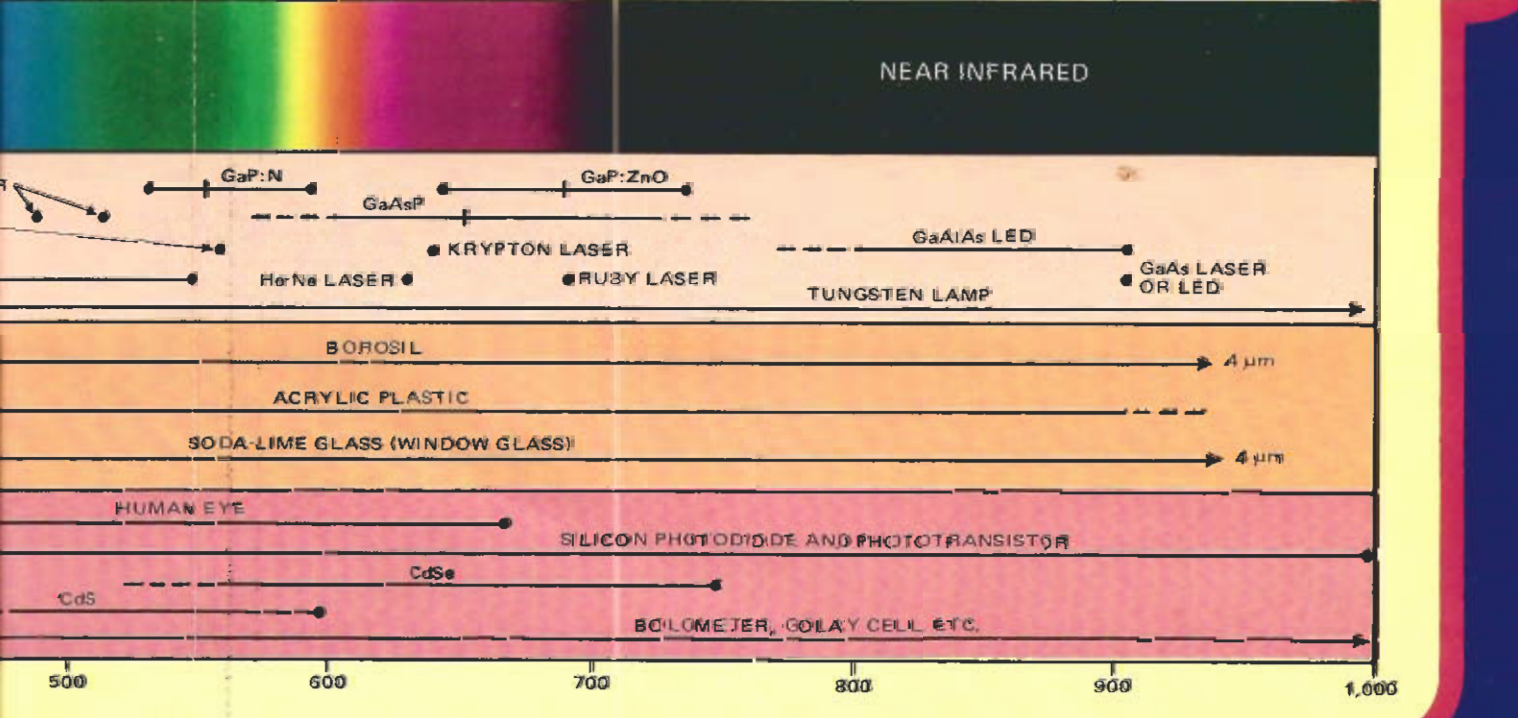 NEAR INFRARED
GaP:N
GaP:ZnO
GaAsP
KRYPTON LASER
GaAlAs LED
He-Ne LASER
RUBY LASER
GaAs LASER
OR LED
TUNGSTEN LAMP
BOROSIL
4 µm
ACRYLIC PLASTIC
SODA-LIME GLASS (WINDOW GLASS)
4 µm
HUMAN EYE
SILICON PHOTODIODE AND PHOTOTRANSISTOR
CdSe
CdS
BOLOMETER, GOLAY CELL ETC.
500 600 700 800 900 1,000